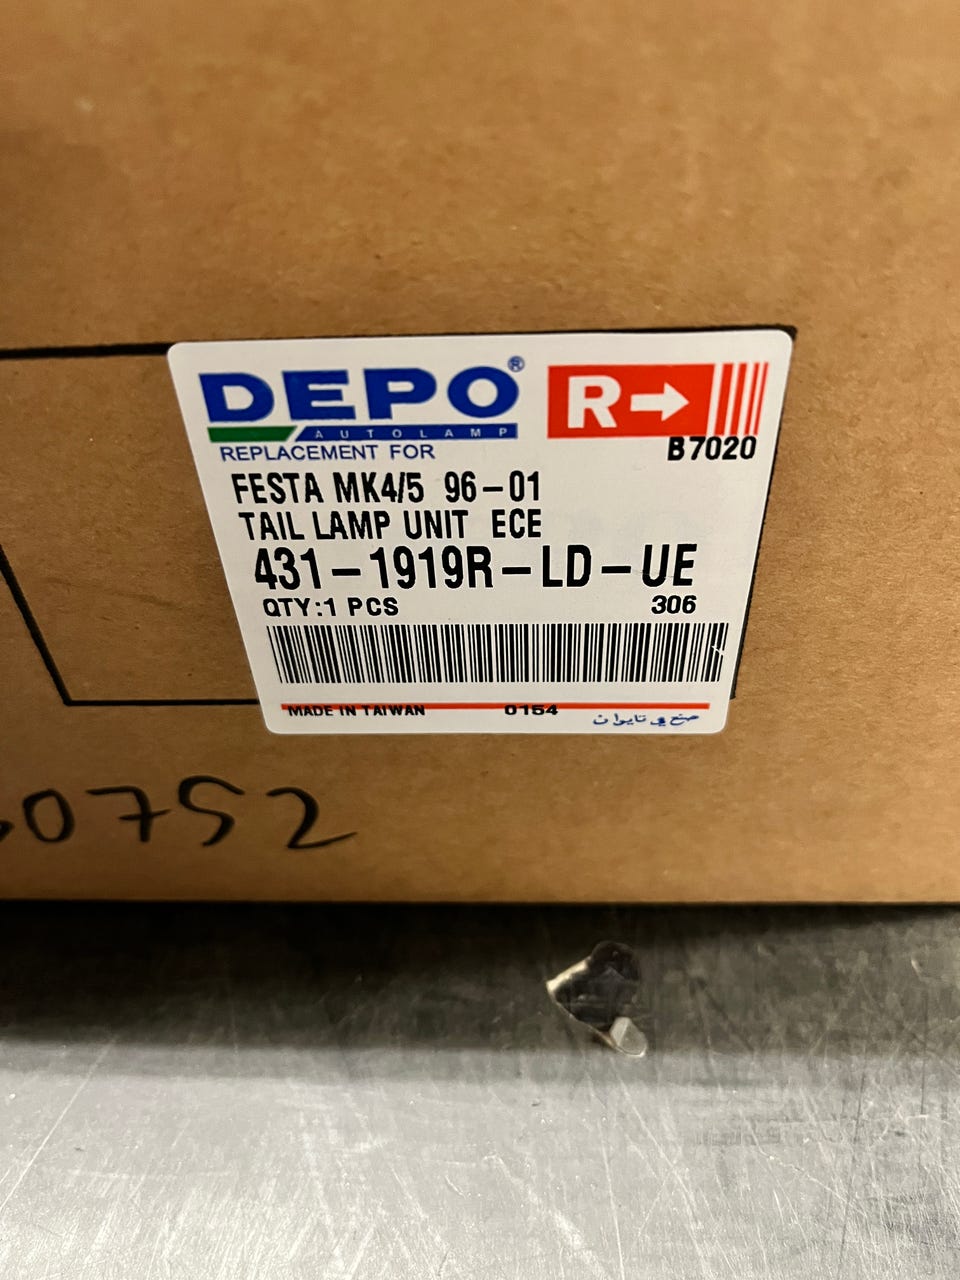 DEPO®
AUTOLAMP
R
REPLACEMENT FOR
B7020
FESTA MK4/5 96-01
TAIL LAMP UNIT ECE
431-1919R-LD-UE
QTY:1 PCS 306
MADE IN TAIWAN 0154 صنع في تايوان